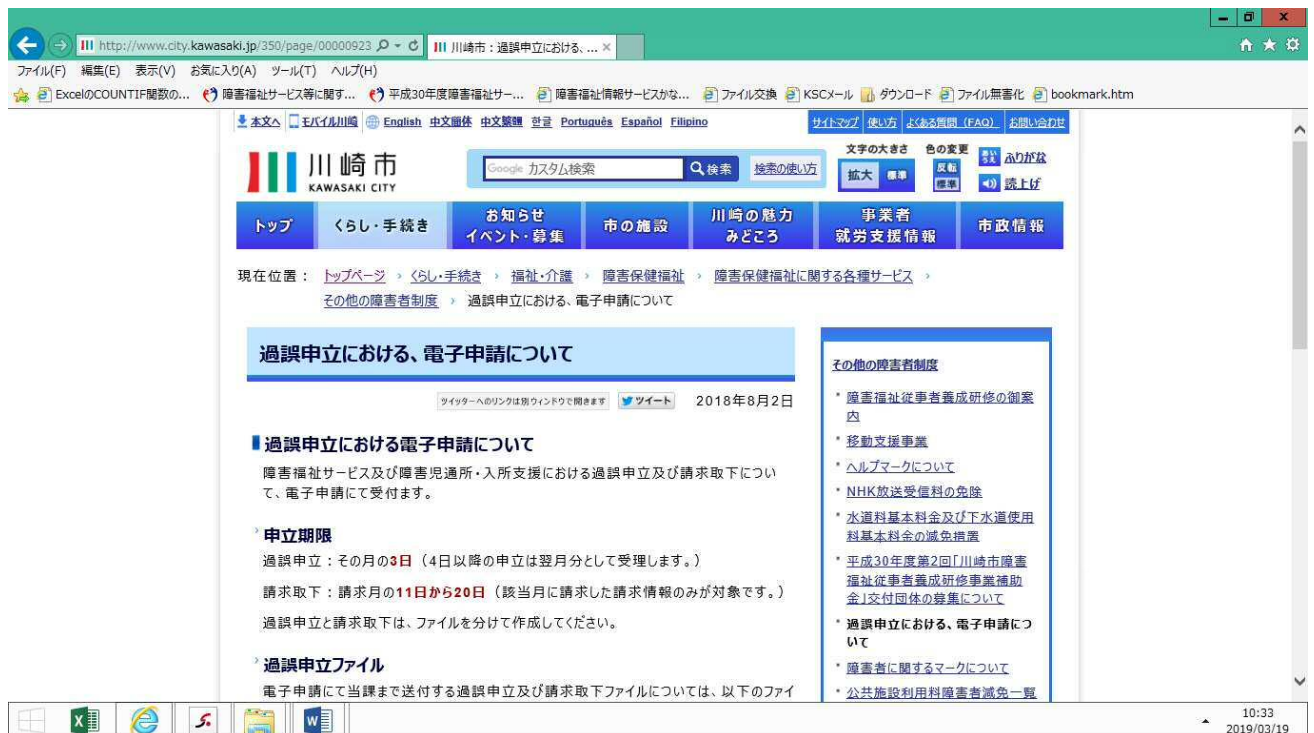 http://www.city.kawasaki.jp/350/page/00000923
川崎市：過誤申立における、... ×
ファイル(F) 編集(E) 表示(V) お気に入り(A) ツール(T) ヘルプ(H)
ExcelのCOUNTIF関数の... 障害福祉サービス等に関す... 平成30年度障害福祉サー... 障害福祉情報サービスかな... ファイル交換 KSCメール ダウンロード ファイル無害化 bookmark.htm
本文へ モバイル川崎 English 中文简体 中文繁體 한글 Português Español Filipino
サイトマップ 使い方 よくある質問（FAQ） お問い合わせ
川崎市
KAWASAKI CITY
Google カスタム検索 検索 検索の使い方
文字の大きさ 色の変更
拡大 標準 反転 標準
ふりがな
読上げ
トップ くらし・手続き お知らせ イベント・募集 市の施設 川崎の魅力 みどころ 事業者 就労支援情報 市政情報
現在位置： トップページ › くらし・手続き › 福祉・介護 › 障害保健福祉 › 障害保健福祉に関する各種サービス ›
その他の障害者制度 › 過誤申立における、電子申請について
過誤申立における、電子申請について
ツイッターへのリンクは別ウィンドウで開きます ツイート 2018年8月2日
過誤申立における電子申請について
障害福祉サービス及び障害児通所・入所支援における過誤申立及び請求取下につい
て、電子申請にて受付ます。
申立期限
過誤申立：その月の3日（4日以降の申立は翌月分として受理します。）
請求取下：請求月の11日から20日（該当月に請求した請求情報のみが対象です。）
過誤申立と請求取下は、ファイルを分けて作成してください。
過誤申立ファイル
電子申請にて当課まで送付する過誤申立及び請求取下ファイルについては、以下のファイ
その他の障害者制度
障害福祉従事者養成研修の御案
内
移動支援事業
ヘルプマークについて
NHK放送受信料の免除
水道料基本料金及び下水道使用
料基本料金の減免措置
平成30年度第2回「川崎市障害
福祉従事者養成研修事業補助
金」交付団体の募集について
過誤申立における、電子申請につ
いて
障害者に関するマークについて
公共施設利用料障害者減免一覧
10:33
2019/03/19